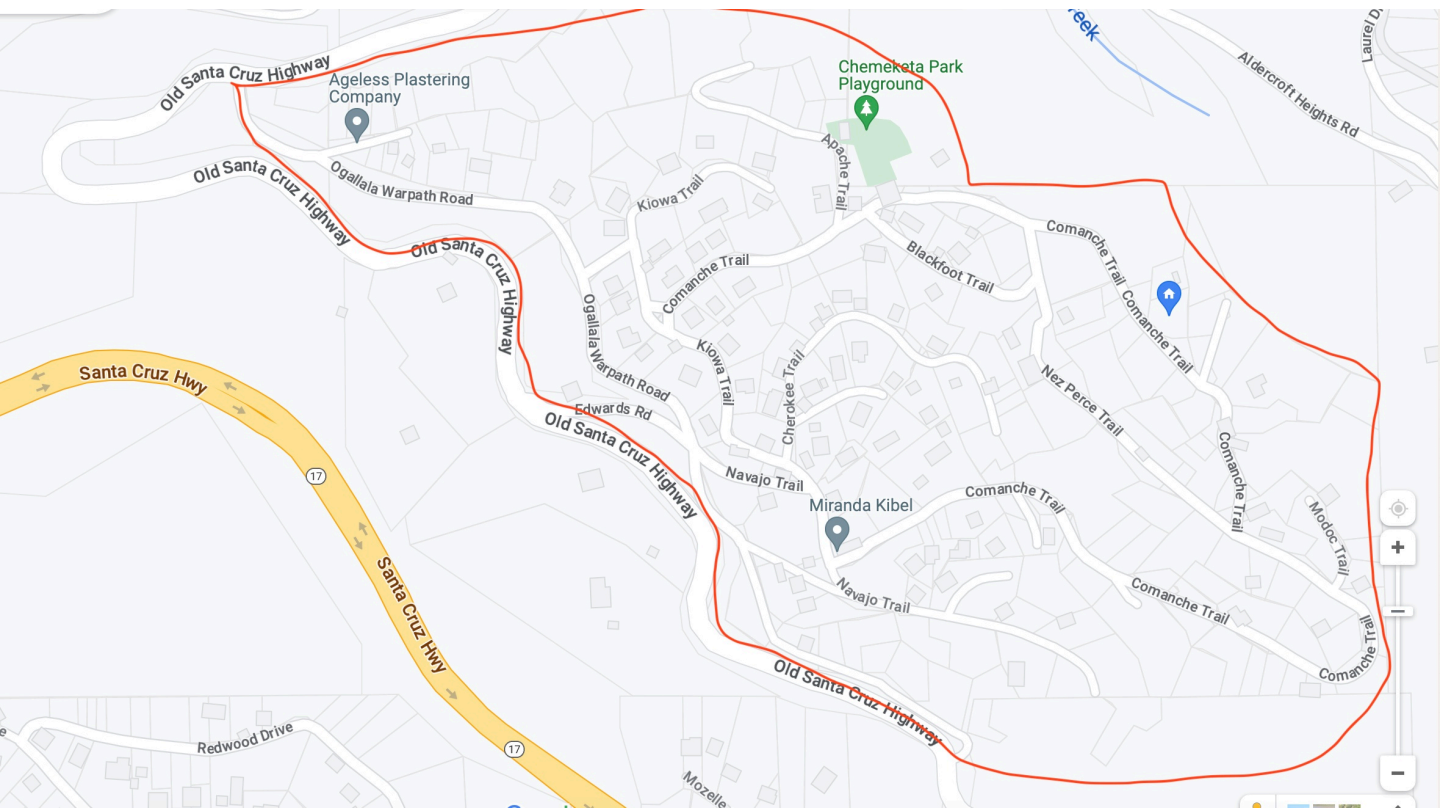 reek
Laurel D
Aldercroft Heights Rd
Old Santa Cruz Highway
Ageless Plastering
Company
Chemeketa Park
Playground
Old Santa Cruz Highway
Ogallala Warpath Road
Apache Trail
Kiowa Trail
Old Santa Cruz Highway
Comanche Trail
Blackfoot Trail
Comanche Trail
Comanche Trail
Ogallala Warpath Road
Kiowa Trail
Cherokee Trail
Nez Perce Trail
Santa Cruz Hwy
Edwards Rd
Old Santa Cruz Highway
Navajo Trail
17
Comanche Trail
Miranda Kibel
Comanche Trail
Modoc Trail
Santa Cruz Hwy
Navajo Trail
Comanche Trail
Comanche Trail
Old Santa Cruz Highway
Redwood Drive
17
Mozelle